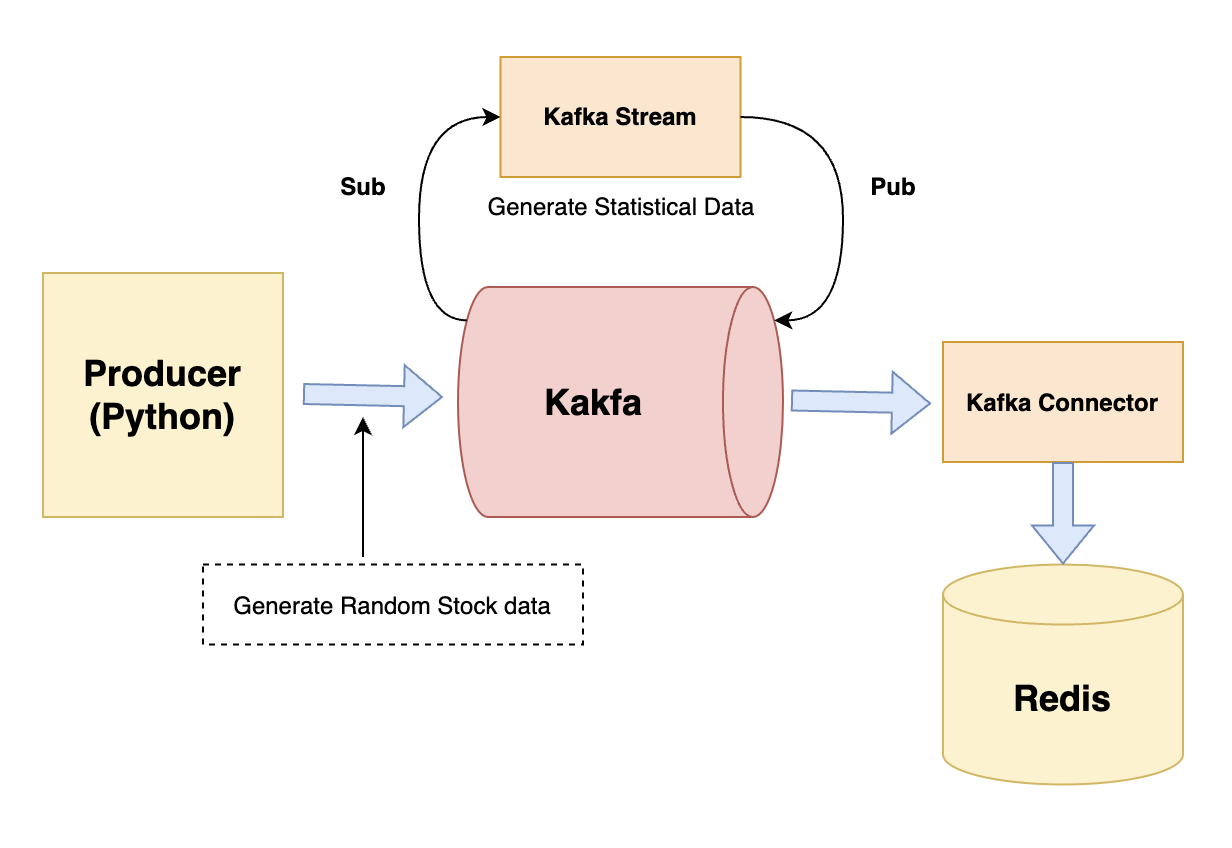 Kafka Stream
Sub
Pub
Generate Statistical Data
Producer
(Python)
Kakfa
Kafka Connector
Generate Random Stock data
Redis